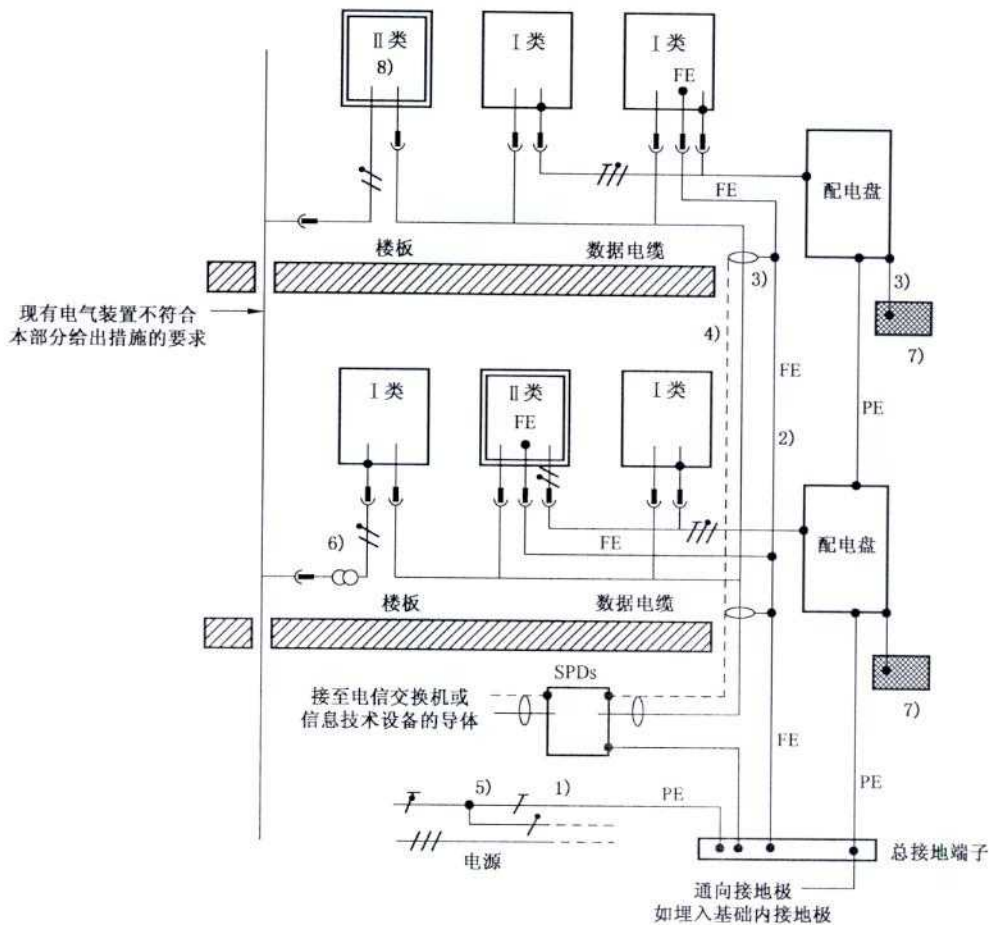 Ⅱ类
8)
Ⅰ类
Ⅰ类
FE
配电盘
FE
楼板
数据电缆
3)
3)
现有电气装置不符合
本部分给出措施的要求
4)
7)
FE
PE
Ⅰ类
Ⅱ类
FE
Ⅰ类
2)
6)
FE
配电盘
楼板
数据电缆
SPDs
接至电信交换机或
信息技术设备的导体
7)
FE
5)
1)
PE
PE
电源
总接地端子
通向接地极
如埋入基础内接地极